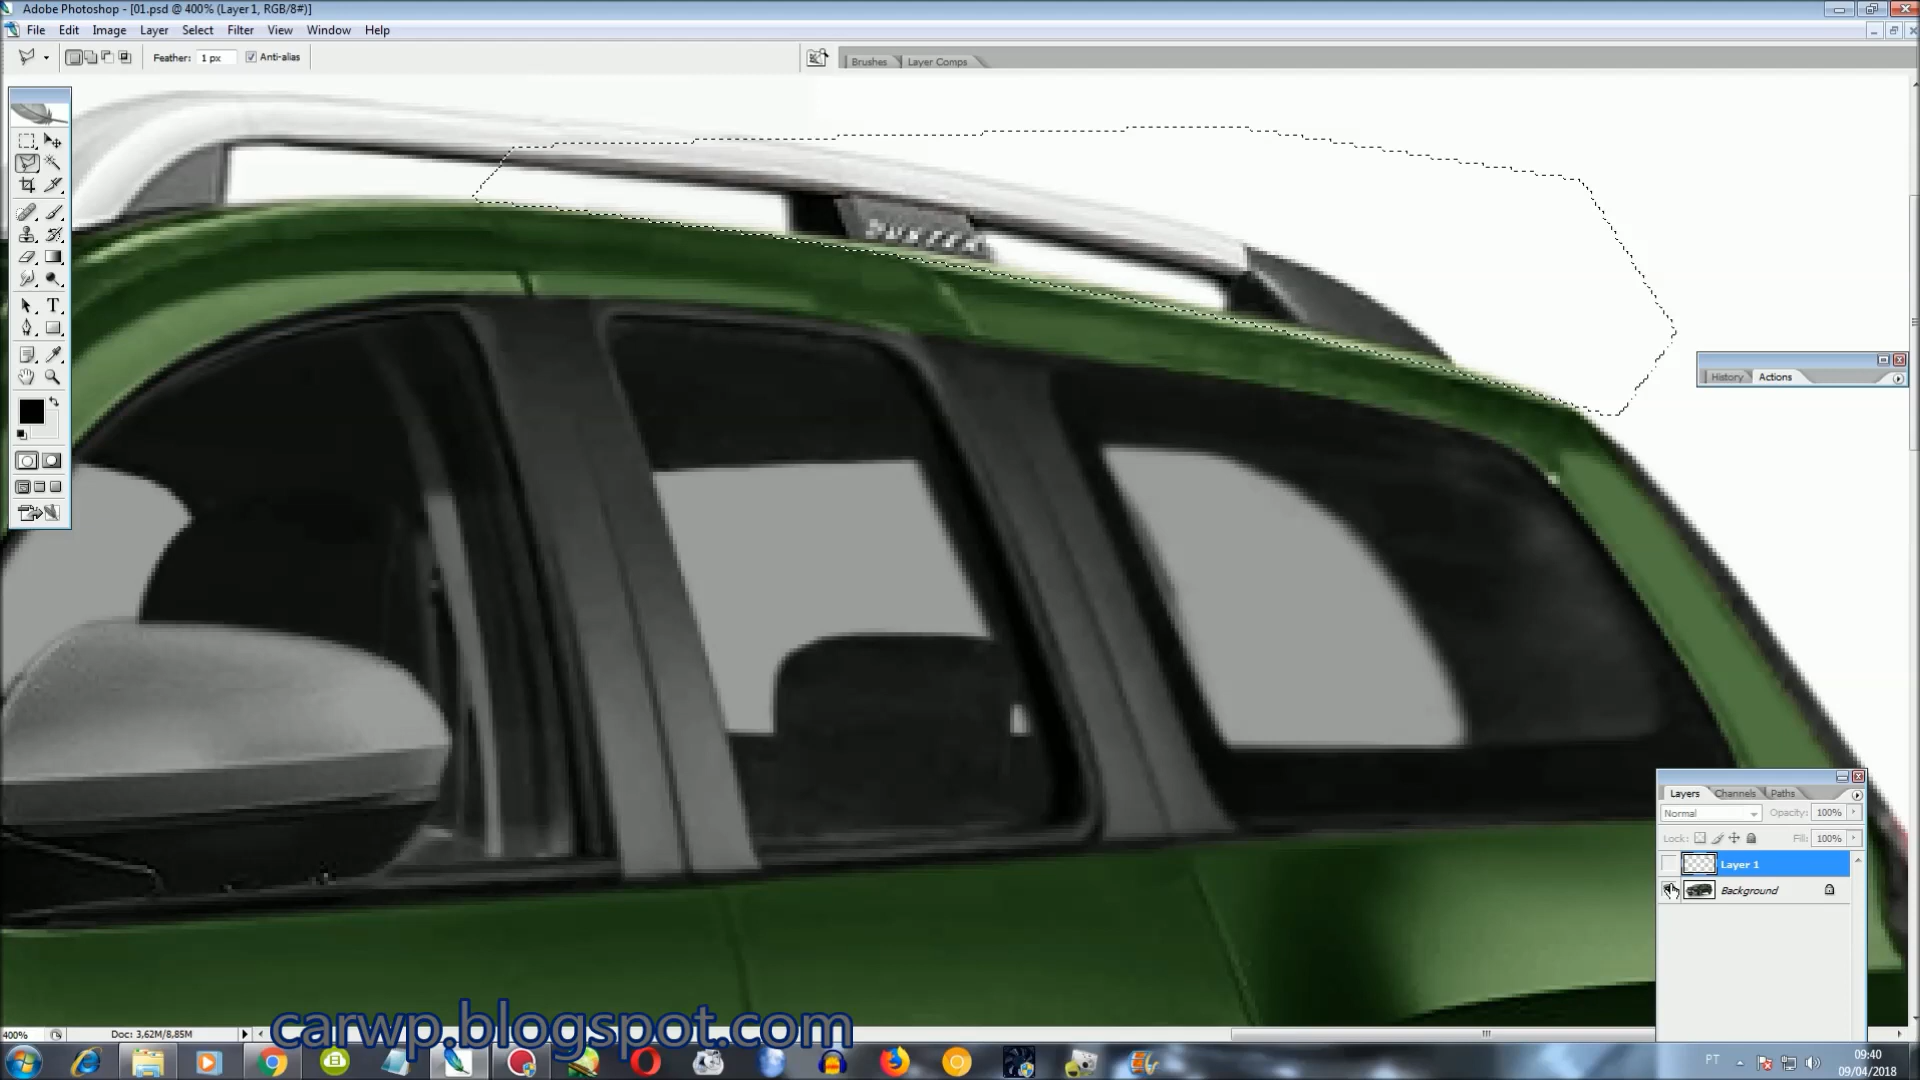 Adobe Photoshop - [01.psd @ 400% (Layer 1, RGB/8#)]
File Edit Image Layer Select Filter View Window Help
Feather: 1 px Anti-alias
Brushes Layer Comps
DUSTER
History Actions
Layers Channels Paths
Normal Opacity: 100%
Lock: Fill: 100%
Layer 1
Background
400% Doc: 3,62M/8,85M
carwp.blogspot.com
PT
09:40
09/04/2018